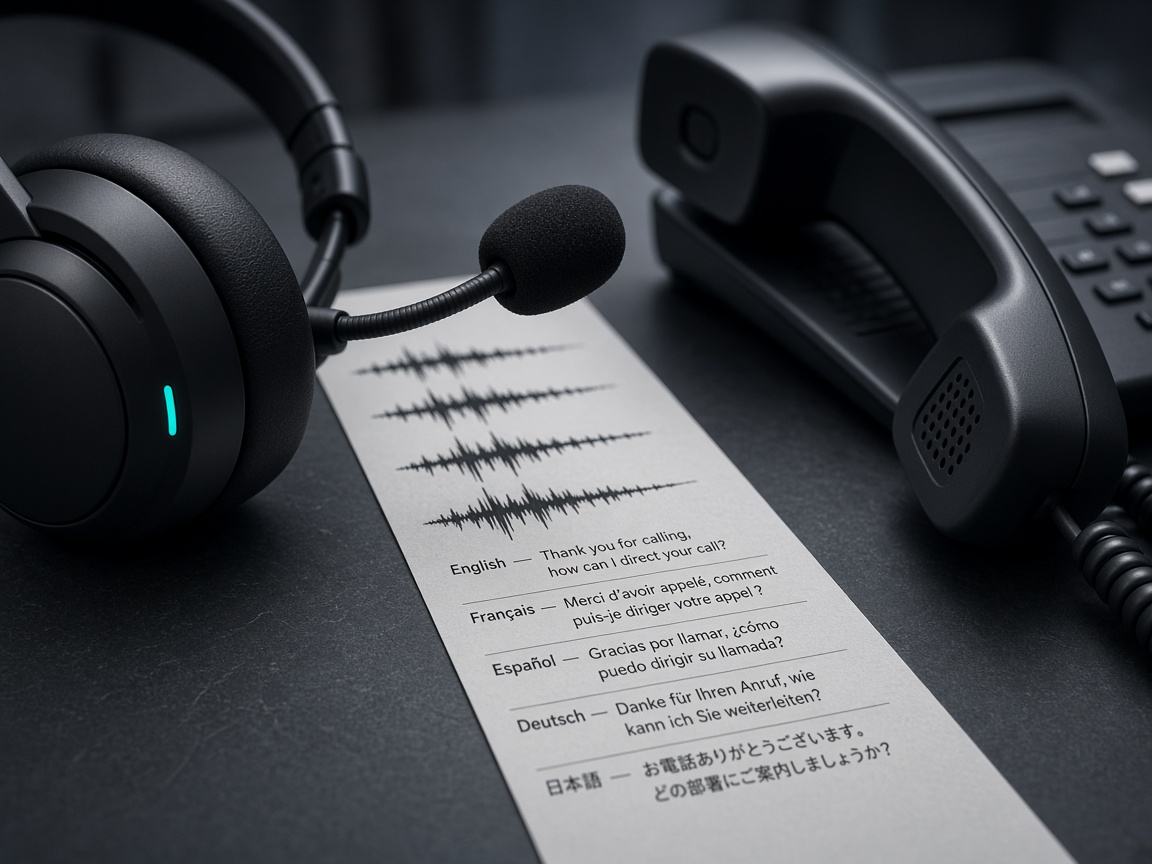 English — Thank you for calling,
how can I direct your call?
Français — Merci d'avoir appelé, comment
puis-je diriger votre appel ?
Español — Gracias por llamar, ¿cómo
puedo dirigir su llamada?
Deutsch — Danke für Ihren Anruf, wie
kann ich Sie weiterleiten?
日本語 — お電話ありがとうございます。
どの部署にご案内しましょうか?